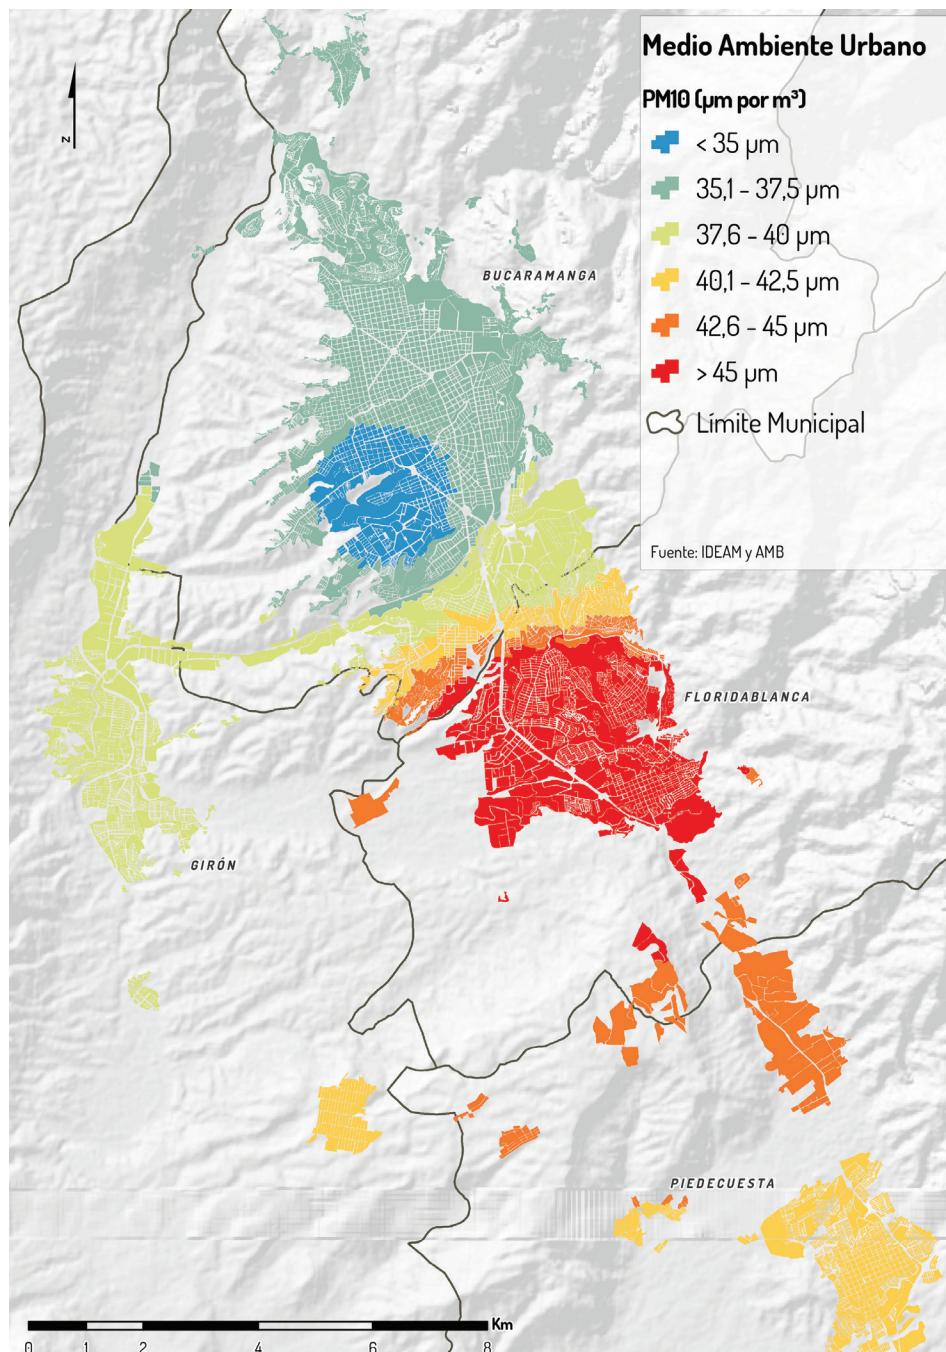 Medio Ambiente Urbano
PM10 (µm por m³)
< 35 µm
35,1 - 37,5 µm
37,6 - 40 µm
40,1 - 42,5 µm
42,6 - 45 µm
> 45 µm
Límite Municipal
Fuente: IDEAM y AMB
N
BUCARAMANGA
FLORIDABLANCA
GIRÓN
PIEDECUESTA
Km
0 1 2 4 6 8